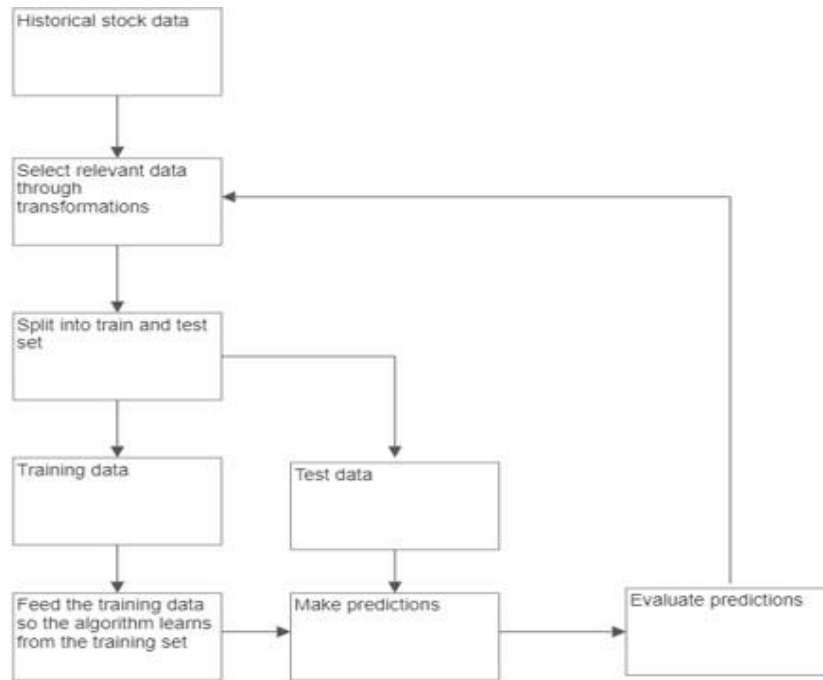 Historical stock data
Select relevant data
through
transformations
Split into train and test
set
Training data
Test data
Feed the training data
so the algorithm learns
from the training set
Make predictions
Evaluate predictions